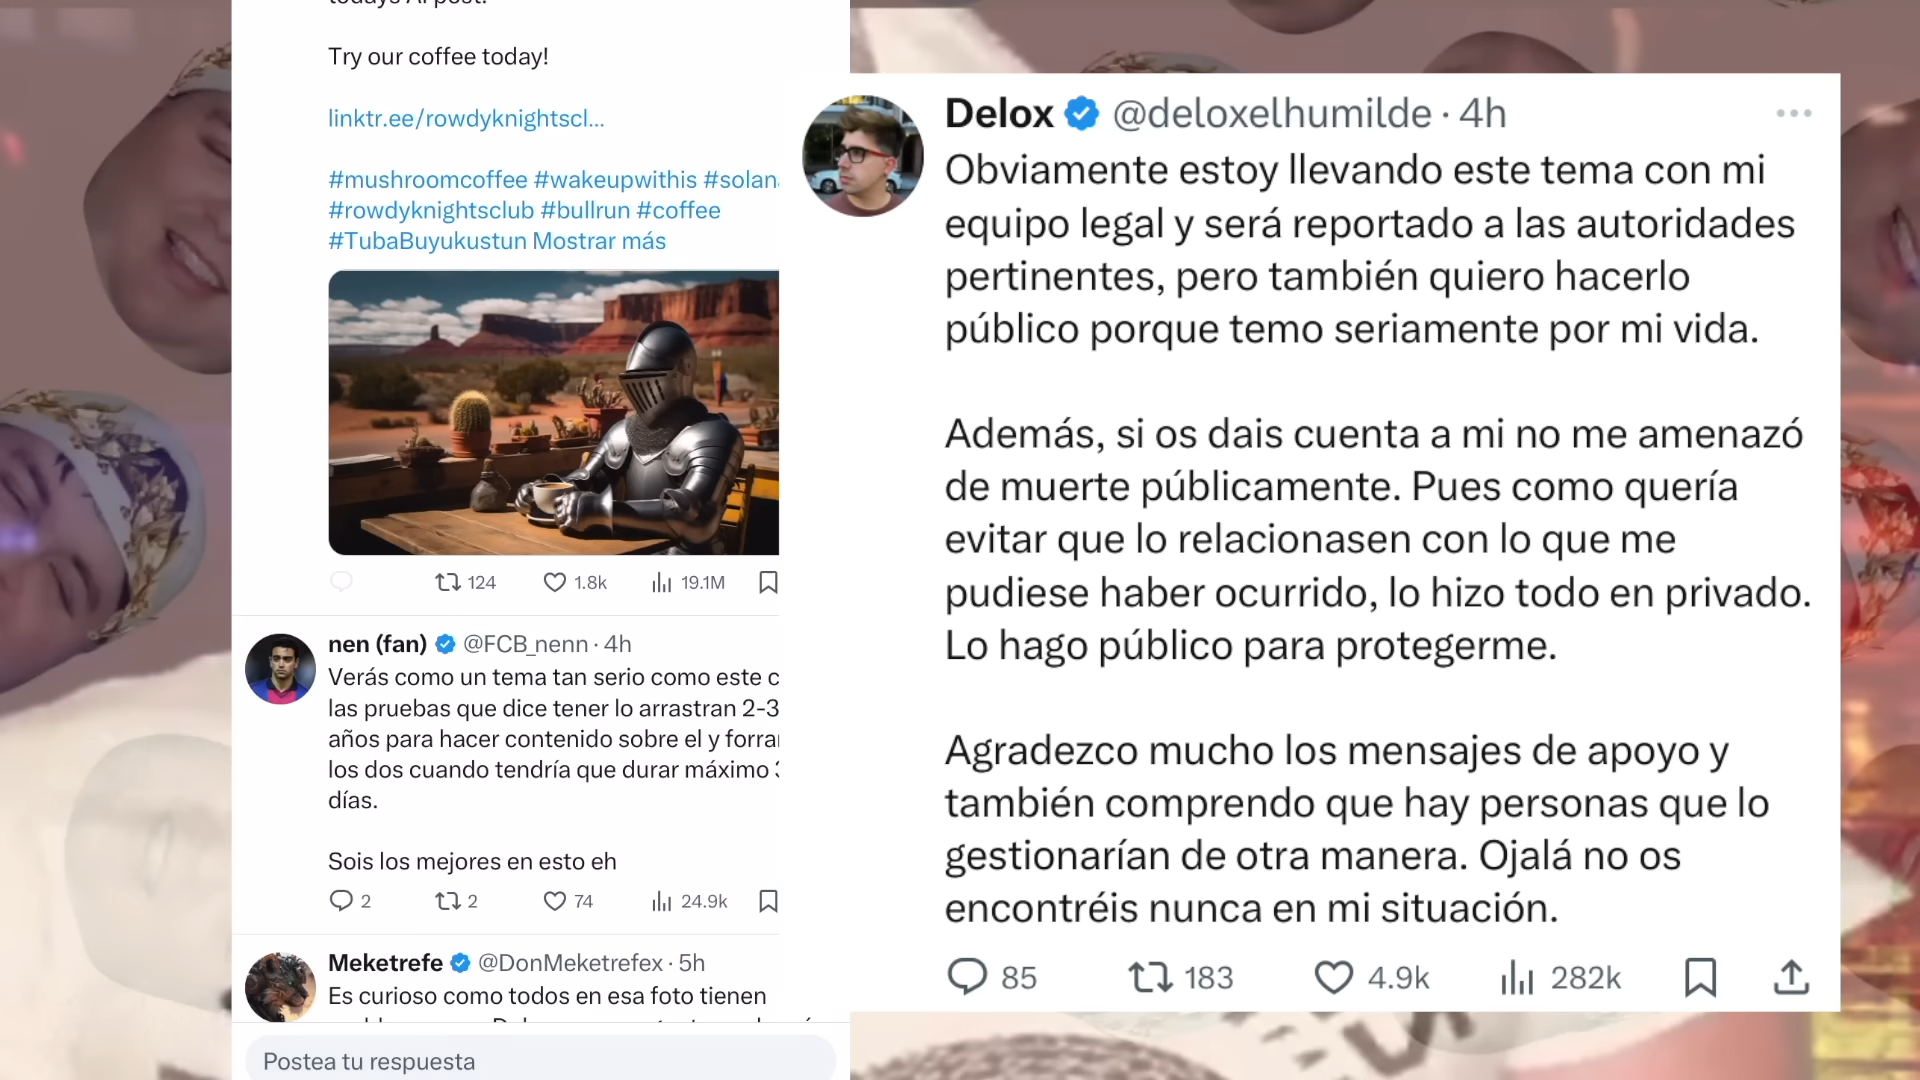 Try our coffee today!
linktr.ee/rowdyknightscl...
#mushroomcoffee #wakeupwithis
#rowdyknightsclub #bullrun #coffee
#TubaBuyukustun Mostrar más
124 1.8k 19.1M
nen (fan) @FCB_nenn · 4h
Verás como un tema tan serio como este
las pruebas que dice tener lo arrastran 2-3
años para hacer contenido sobre el y
los dos cuando tendría que durar máximo
días.
Sois los mejores en esto eh
2 2 74 24.9k
Meketrefe @DonMeketrefex · 5h
Es curioso como todos en esa foto tienen
Postea tu respuesta
Delox @deloxelhumilde · 4h
Obviamente estoy llevando este tema con mi
equipo legal y será reportado a las autoridades
pertinentes, pero también quiero hacerlo
público porque temo seriamente por mi vida.
Además, si os dais cuenta a mi no me amenazó
de muerte públicamente. Pues como quería
evitar que lo relacionasen con lo que me
pudiese haber ocurrido, lo hizo todo en privado.
Lo hago público para protegerme.
Agradezco mucho los mensajes de apoyo y
también comprendo que hay personas que lo
gestionarían de otra manera. Ojalá no os
encontréis nunca en mi situación.
85 183 4.9k 282k